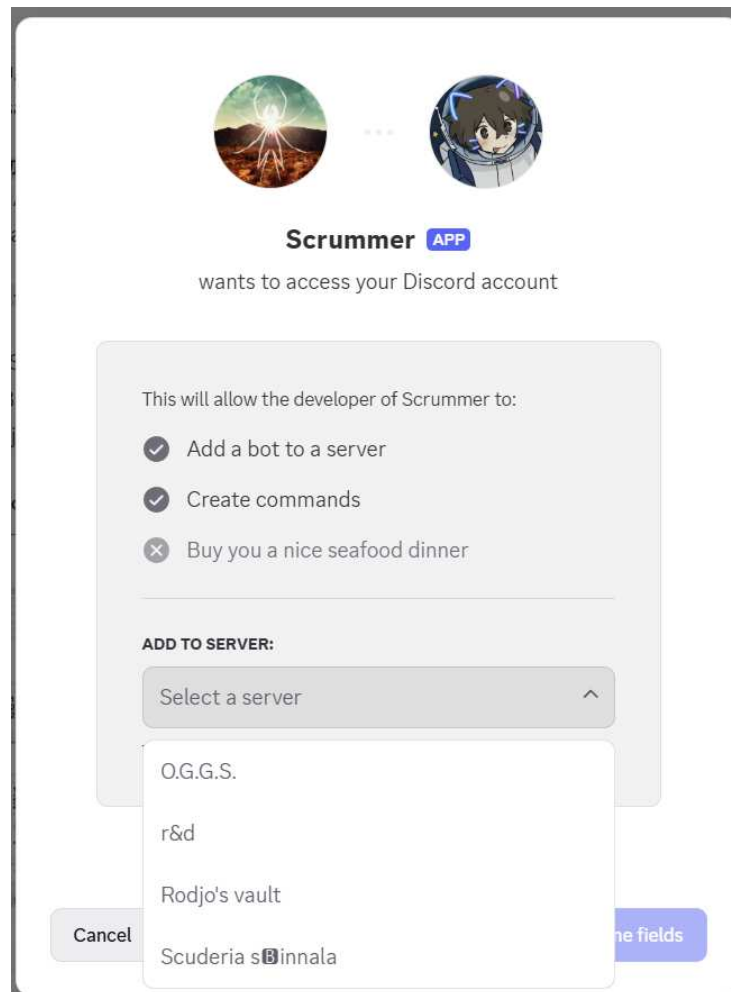 Scrummer APP
wants to access your Discord account
This will allow the developer of Scrummer to:
Add a bot to a server
Create commands
Buy you a nice seafood dinner
ADD TO SERVER:
Select a server
O.G.G.S.
r&d
Rodjo's vault
Cancel
fields
Scuderia s🅱innala